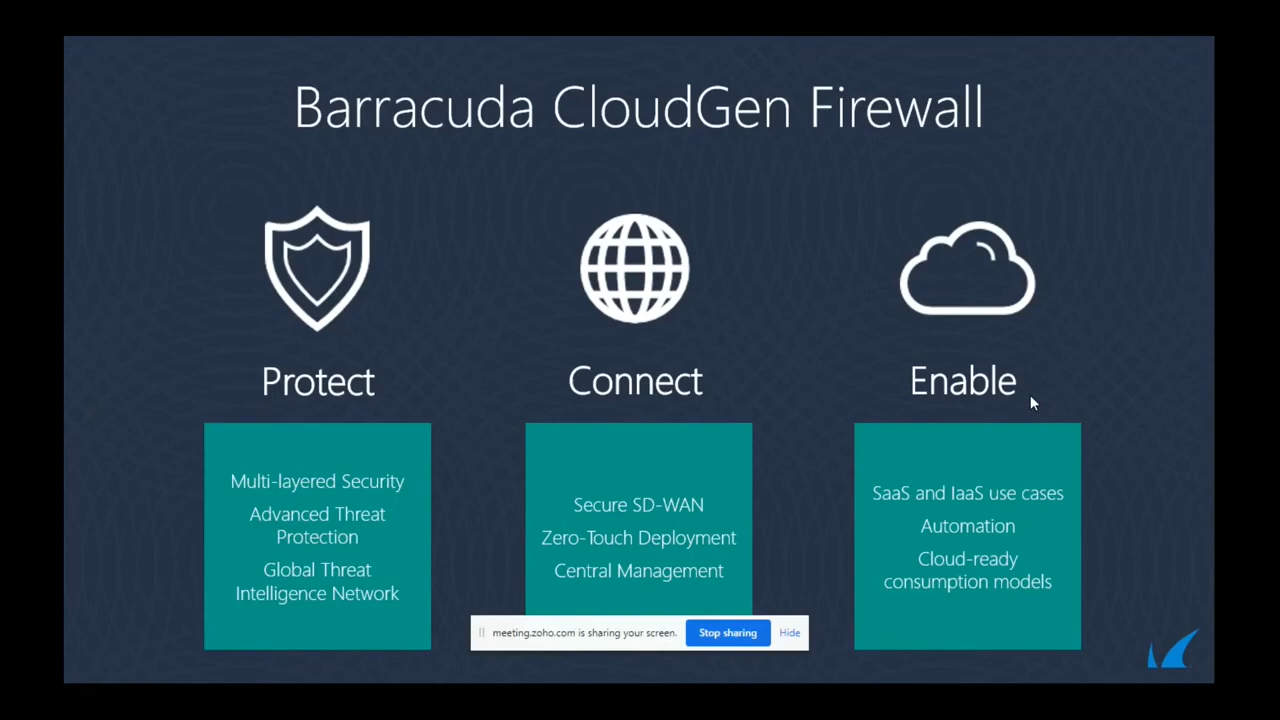 Barracuda CloudGen Firewall
Protect
Multi-layered Security
Advanced Threat
Protection
Global Threat
Intelligence Network
Connect
Secure SD-WAN
Zero-Touch Deployment
Central Management
Enable
SaaS and IaaS use cases
Automation
Cloud-ready
consumption models
meeting.zoho.com is sharing your screen. Stop sharing Hide